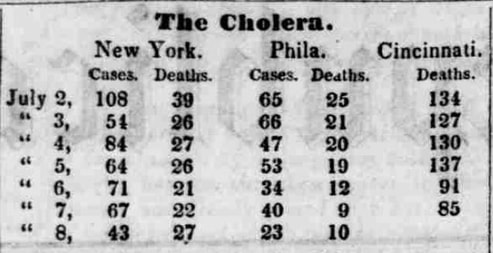 The Cholera.
New York. Phila. Cincinnati.
Cases. Deaths. Cases. Deaths. Deaths.
July 2, 108 39 65 25 134
“ 3, 54 26 66 21 127
“ 4, 84 27 47 20 130
“ 5, 64 26 53 19 137
“ 6, 71 21 34 12 91
“ 7, 67 22 40 9 85
“ 8, 43 27 23 10